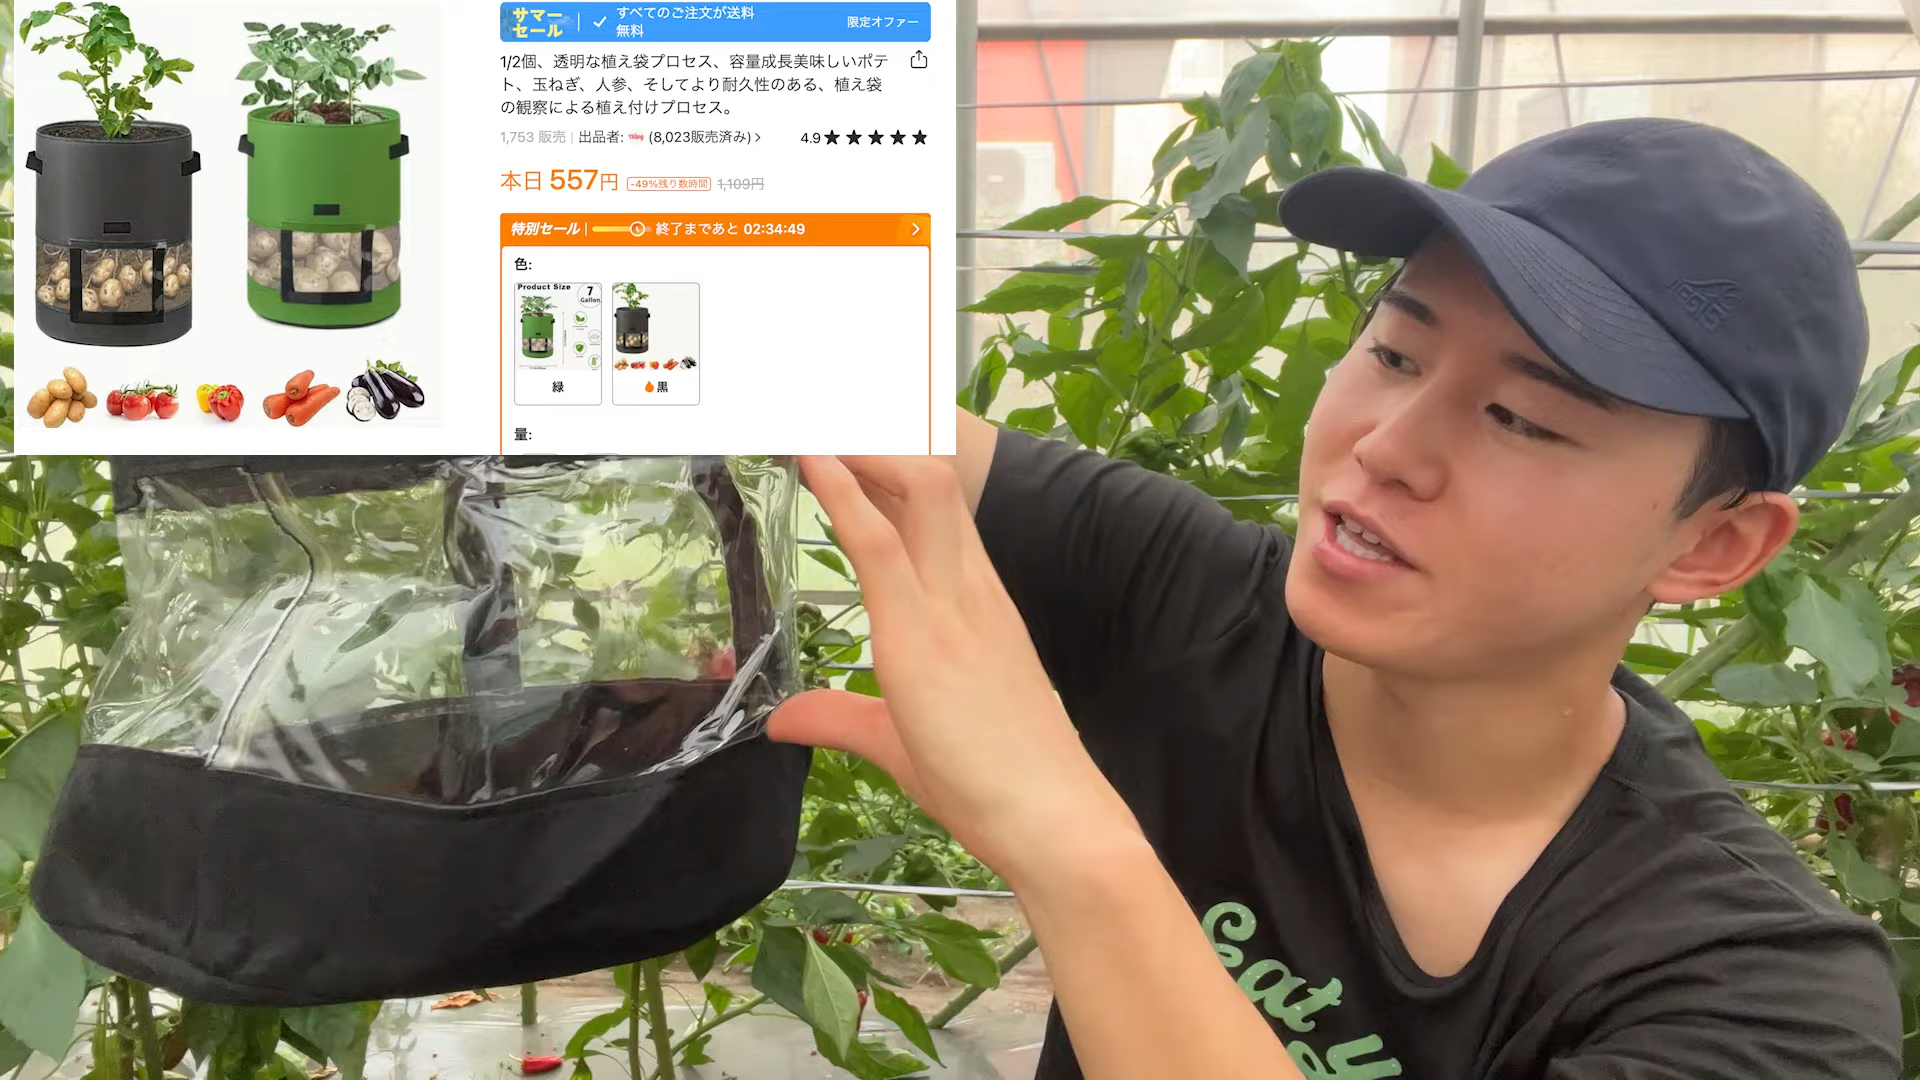 サマー
セール
すべてのご注文が送料
無料
限定オファー
1/2個、透明な植え袋プロセス、容量成長美味しいポテ
ト、玉ねぎ、人参、そしてより耐久性のある、植え袋
の観察による植え付けプロセス。
1,753 販売 | 出品者: (8,023販売済み)
4.9
本日 557円 -49%残り数時間 1,109円
特別セール | 終了まであと 02:34:49
色:
Product Size
7
Gallon
緑
黒
量:
Eat